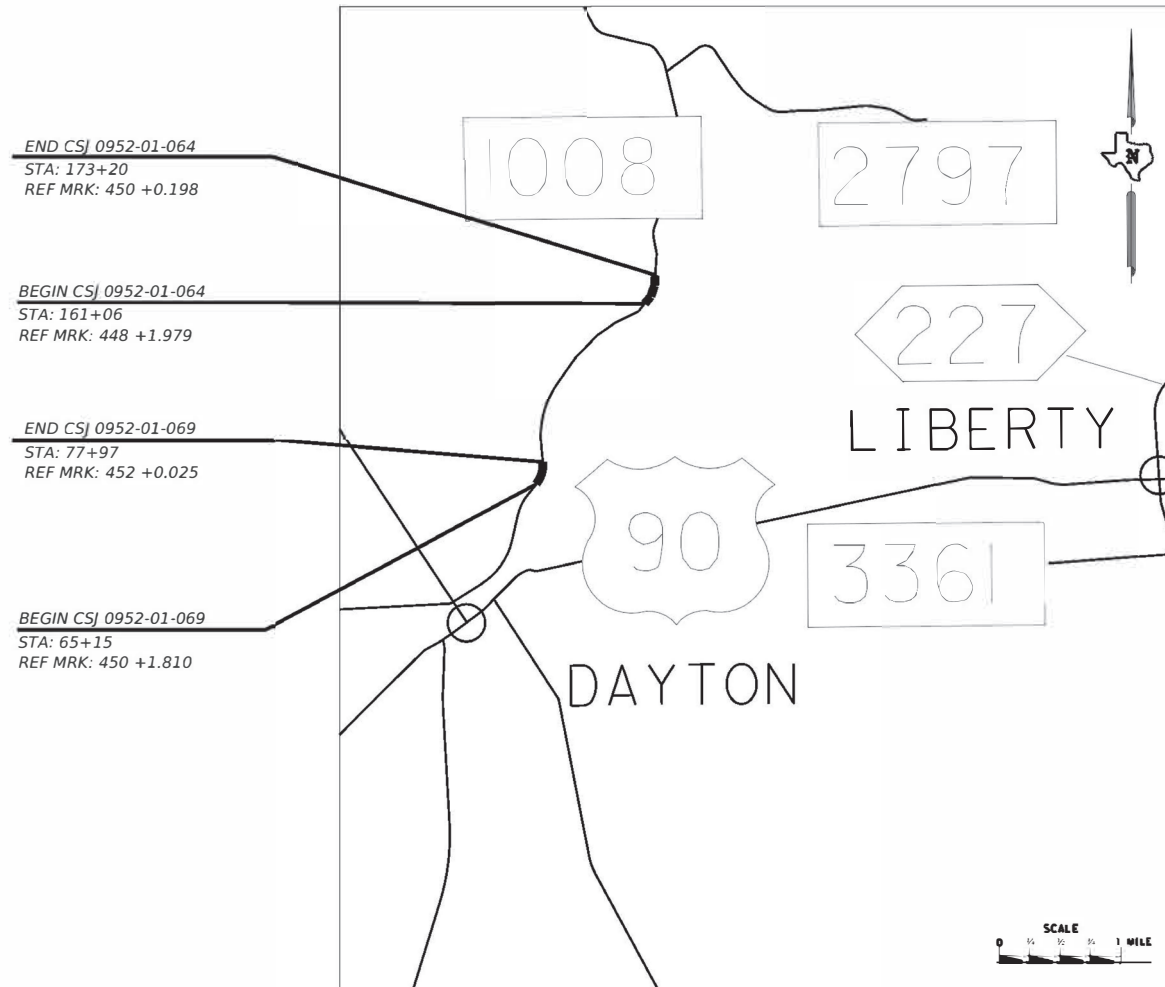 END CSJ 0952-01-064
STA: 173+20
REF MRK: 450 +0.198
1008
2797
N
BEGIN CSJ 0952-01-064
STA: 161+06
REF MRK: 448 +1.979
227
LIBERTY
END CSJ 0952-01-069
STA: 77+97
REF MRK: 452 +0.025
90
3361
BEGIN CSJ 0952-01-069
STA: 65+15
REF MRK: 450 +1.810
DAYTON
SCALE
0 ¼ ½ ¾ 1 MILE